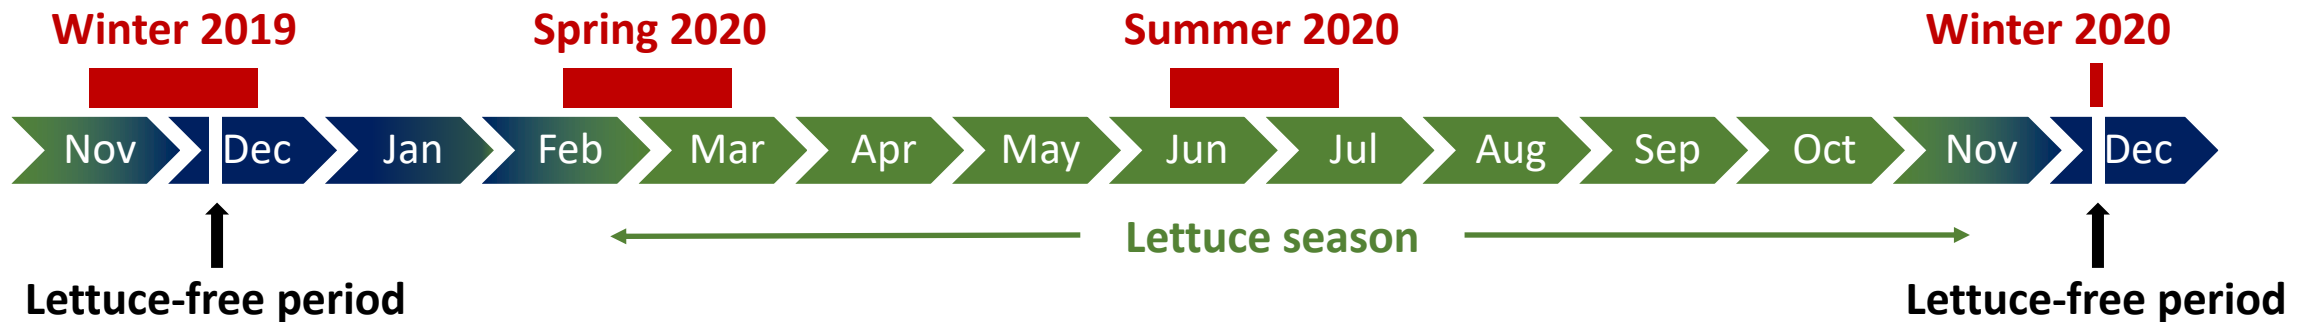 Winter 2019 Spring 2020 Summer 2020 Winter 2020
Nov Dec Jan Feb Mar Apr May Jun Jul Aug Sep Oct Nov Dec
Lettuce season
Lettuce-free period Lettuce-free period